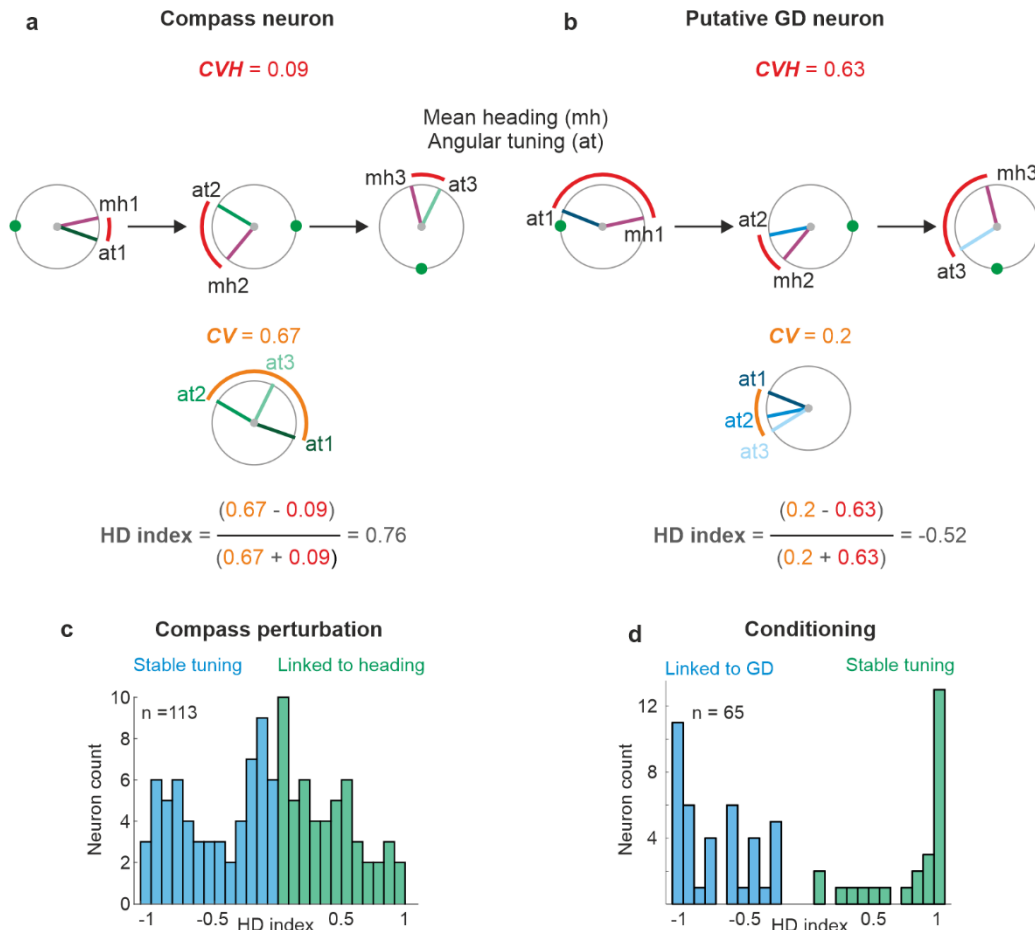 a
Compass neuron
CVH = 0.09
b
Putative GD neuron
CVH = 0.63
Mean heading (mh)
Angular tuning (at)
mh1
at1
at2
mh2
mh3
at3
at1
mh1
at2
mh2
mh3
at3
CV = 0.67
at3
at2
at1
CV = 0.2
at1
at2
at3
HD index = (0.67 - 0.09) / (0.67 + 0.09) = 0.76
HD index = (0.2 - 0.63) / (0.2 + 0.63) = -0.52
c
Compass perturbation
Stable tuning
Linked to heading
n =113
Neuron count
10
8
6
4
2
0
-1
-0.5
0.5
1
HD index
d
Conditioning
Linked to GD
Stable tuning
n = 65
Neuron count
12
8
4
-1
-0.5
0.5
1
HD index